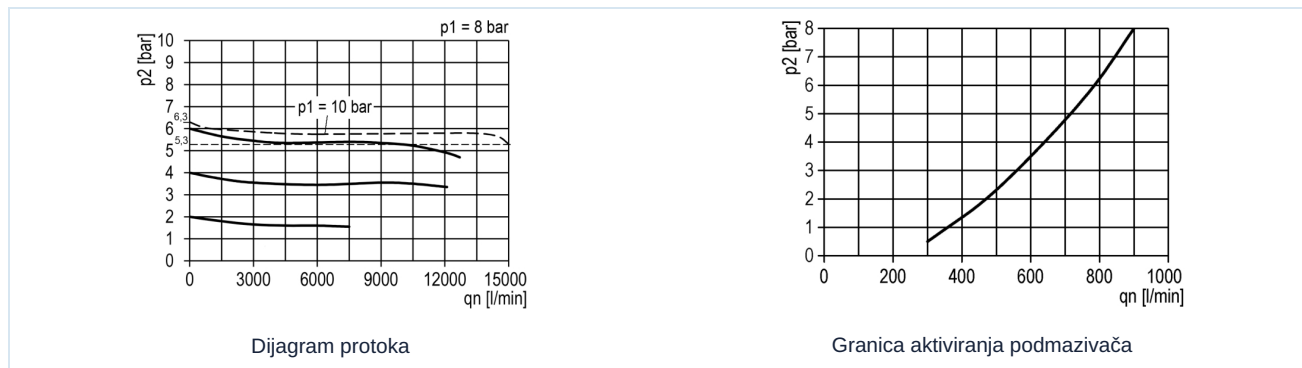 p1 = 8 bar
p2 [bar]
10
9
8
7
6,3
6
5,3
5
4
3
2
1
0
p1 = 10 bar
0 3000 6000 9000 12000 15000
qn [l/min]
Dijagram protoka
p2 [bar]
8
7
6
5
4
3
2
1
0
0 200 400 600 800 1000
qn [l/min]
Granica aktiviranja podmazivača